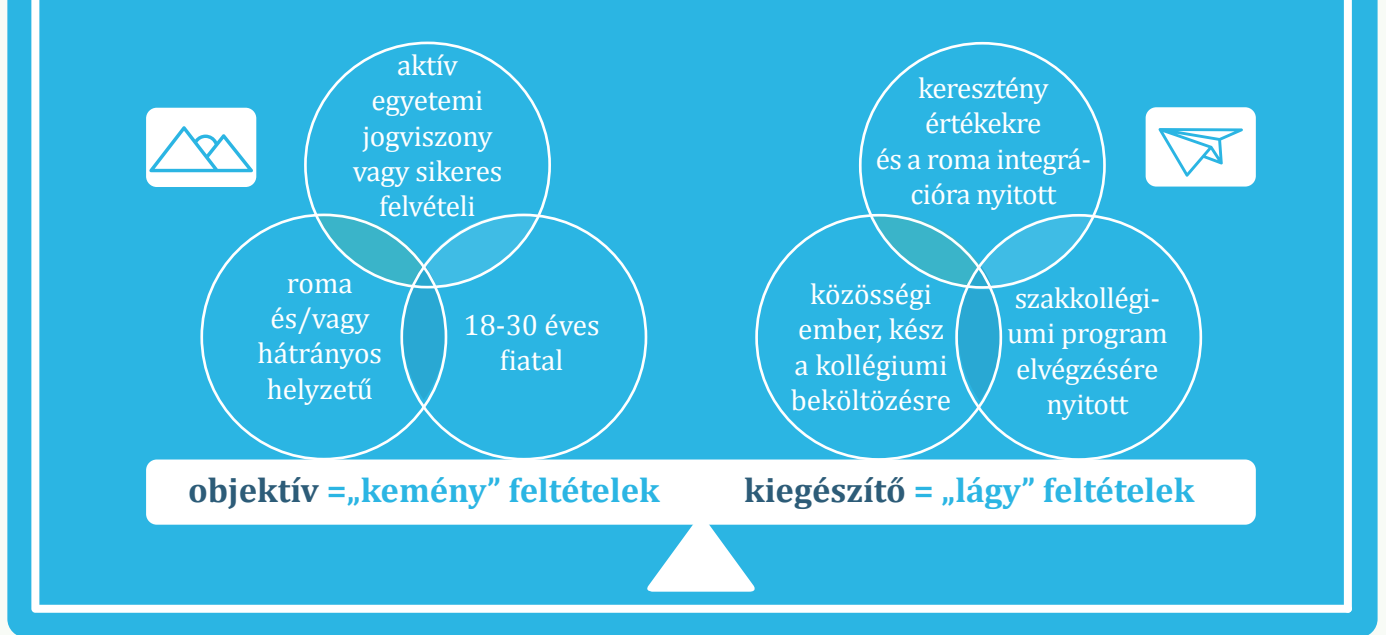 aktív
egyetemi
jogviszony
vagy sikeres
felvételi
roma
és/vagy
hátrányos
helyzetű
18-30 éves
fiatal
keresztény
értékekre
és a roma integrá-
cióra nyitott
közösségi
ember, kész
a kollégiumi
beköltözésre
szakkollégi-
umi program
elvégzésére
nyitott
objektív =„kemény” feltételek
kiegészítő = „lágy” feltételek